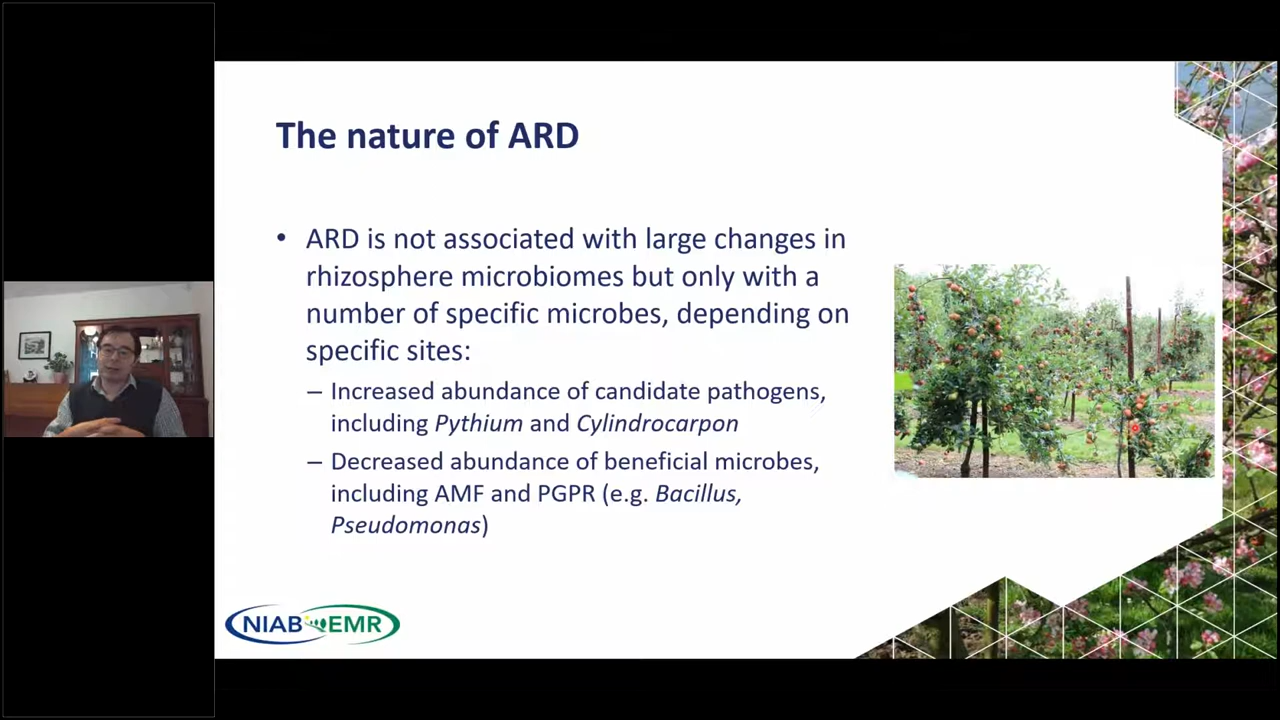 The nature of ARD
• ARD is not associated with large changes in
rhizosphere microbiomes but only with a
number of specific microbes, depending on
specific sites:
– Increased abundance of candidate pathogens,
including Pythium and Cylindrocarpon
– Decreased abundance of beneficial microbes,
including AMF and PGPR (e.g. Bacillus,
Pseudomonas)
NIAB EMR